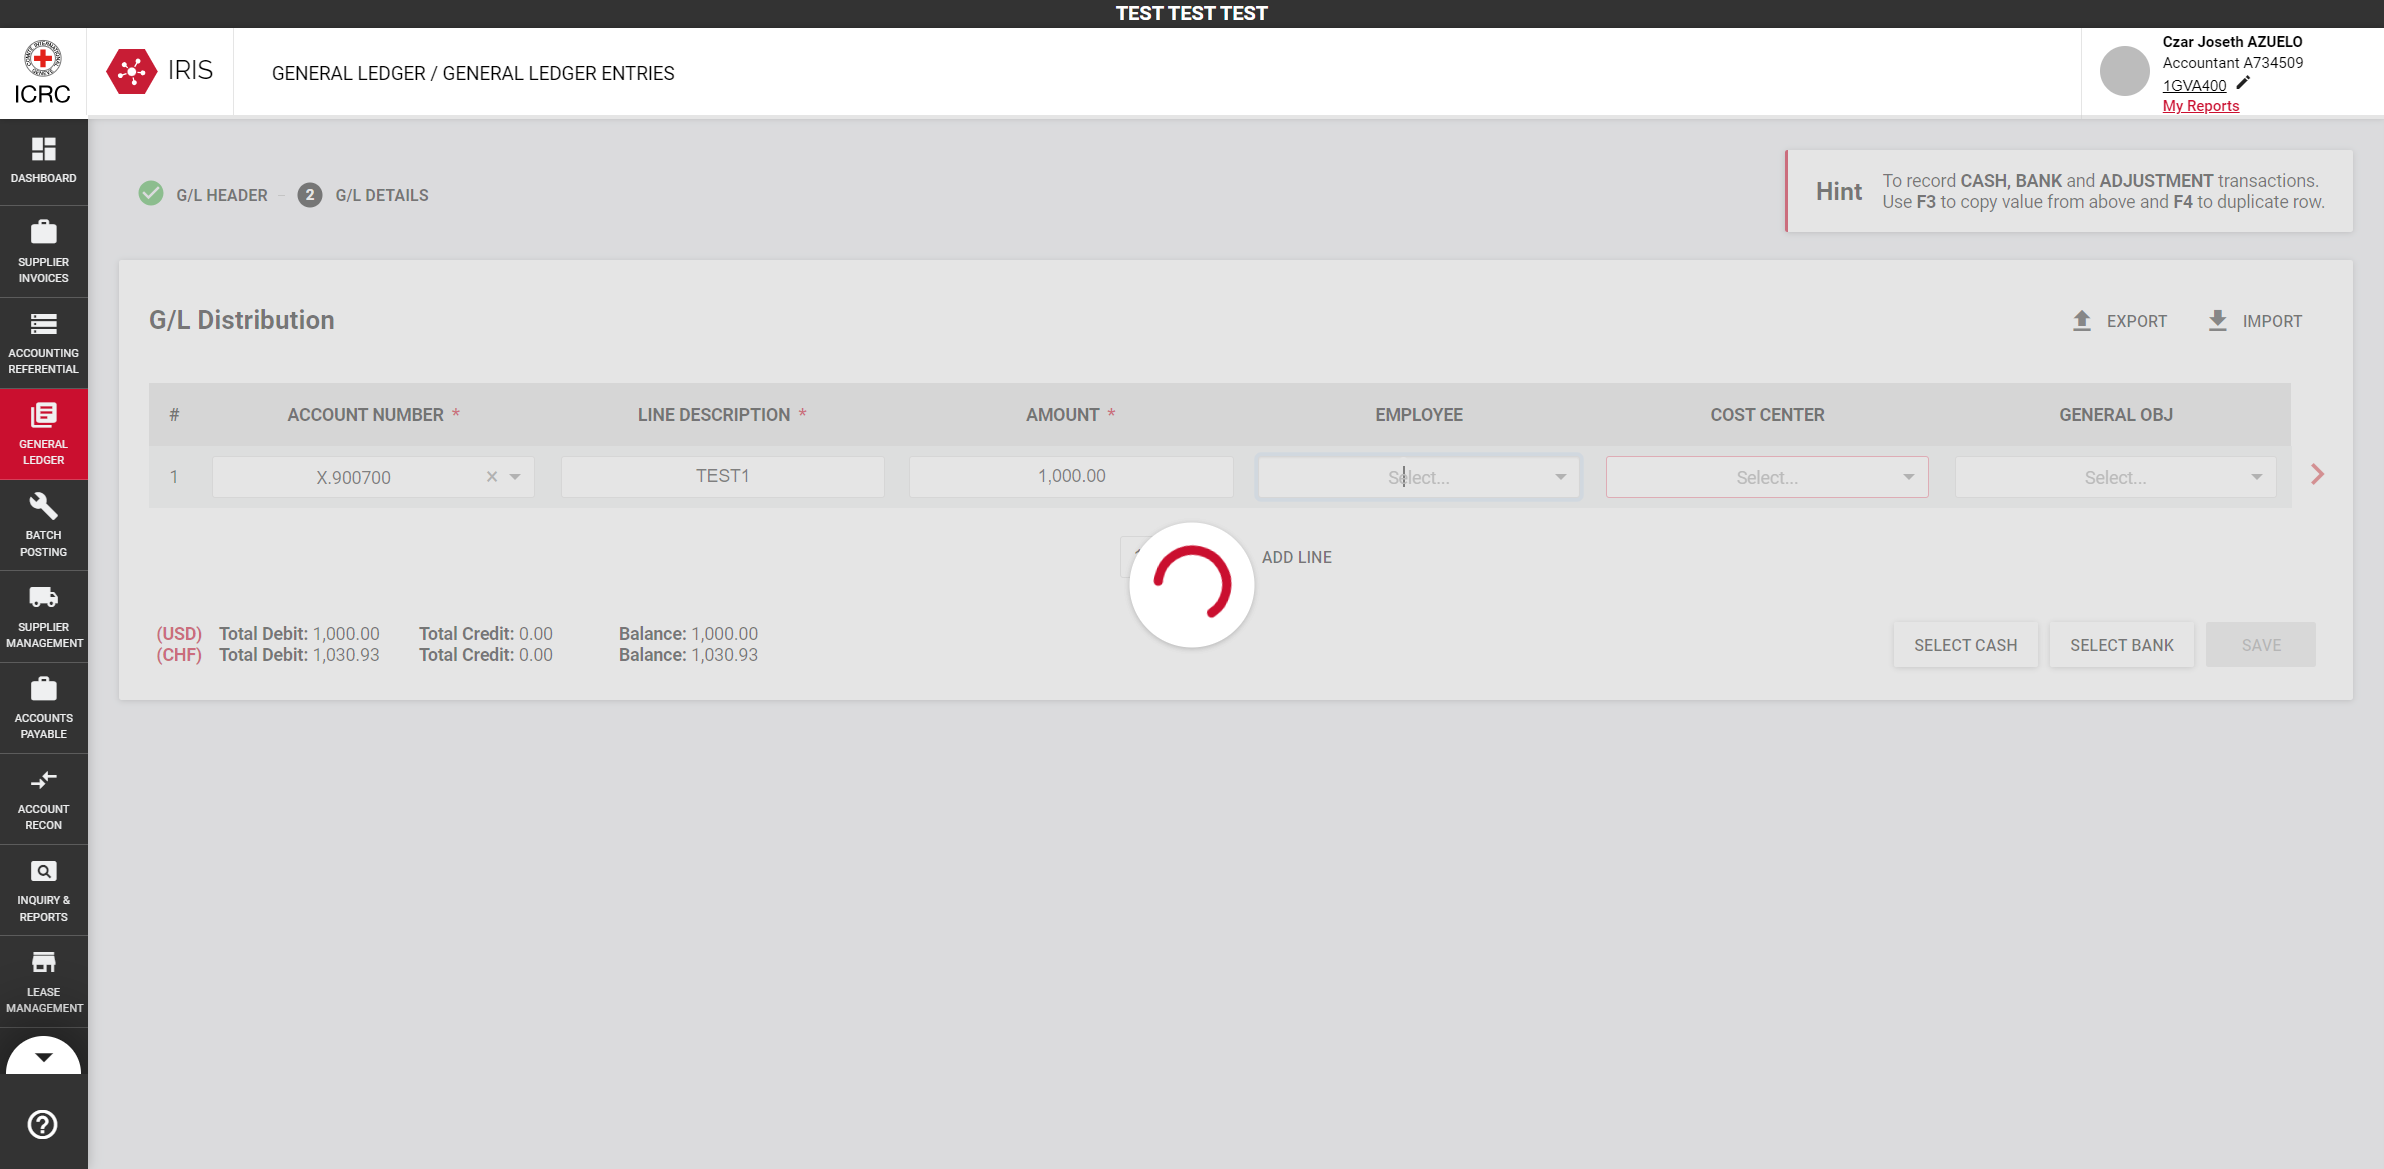 TEST TEST TEST
ICRC
IRIS
GENERAL LEDGER / GENERAL LEDGER ENTRIES
Czar Joseth AZUELO
Accountant A734509
1GVA400
My Reports
DASHBOARD
SUPPLIER
INVOICES
ACCOUNTING
REFERENTIAL
GENERAL
LEDGER
BATCH
POSTING
SUPPLIER
MANAGEMENT
ACCOUNTS
PAYABLE
ACCOUNT
RECON
INQUIRY &
REPORTS
LEASE
MANAGEMENT
G/L HEADER
2 G/L DETAILS
Hint
To record CASH, BANK and ADJUSTMENT transactions.
Use F3 to copy value from above and F4 to duplicate row.
G/L Distribution
EXPORT IMPORT
# ACCOUNT NUMBER * LINE DESCRIPTION * AMOUNT * EMPLOYEE COST CENTER GENERAL OBJ
1 X.900700 TEST1 1,000.00 Select... Select... Select...
ADD LINE
(USD) Total Debit: 1,000.00 Total Credit: 0.00 Balance: 1,000.00
(CHF) Total Debit: 1,030.93 Total Credit: 0.00 Balance: 1,030.93
SELECT CASH SELECT BANK SAVE